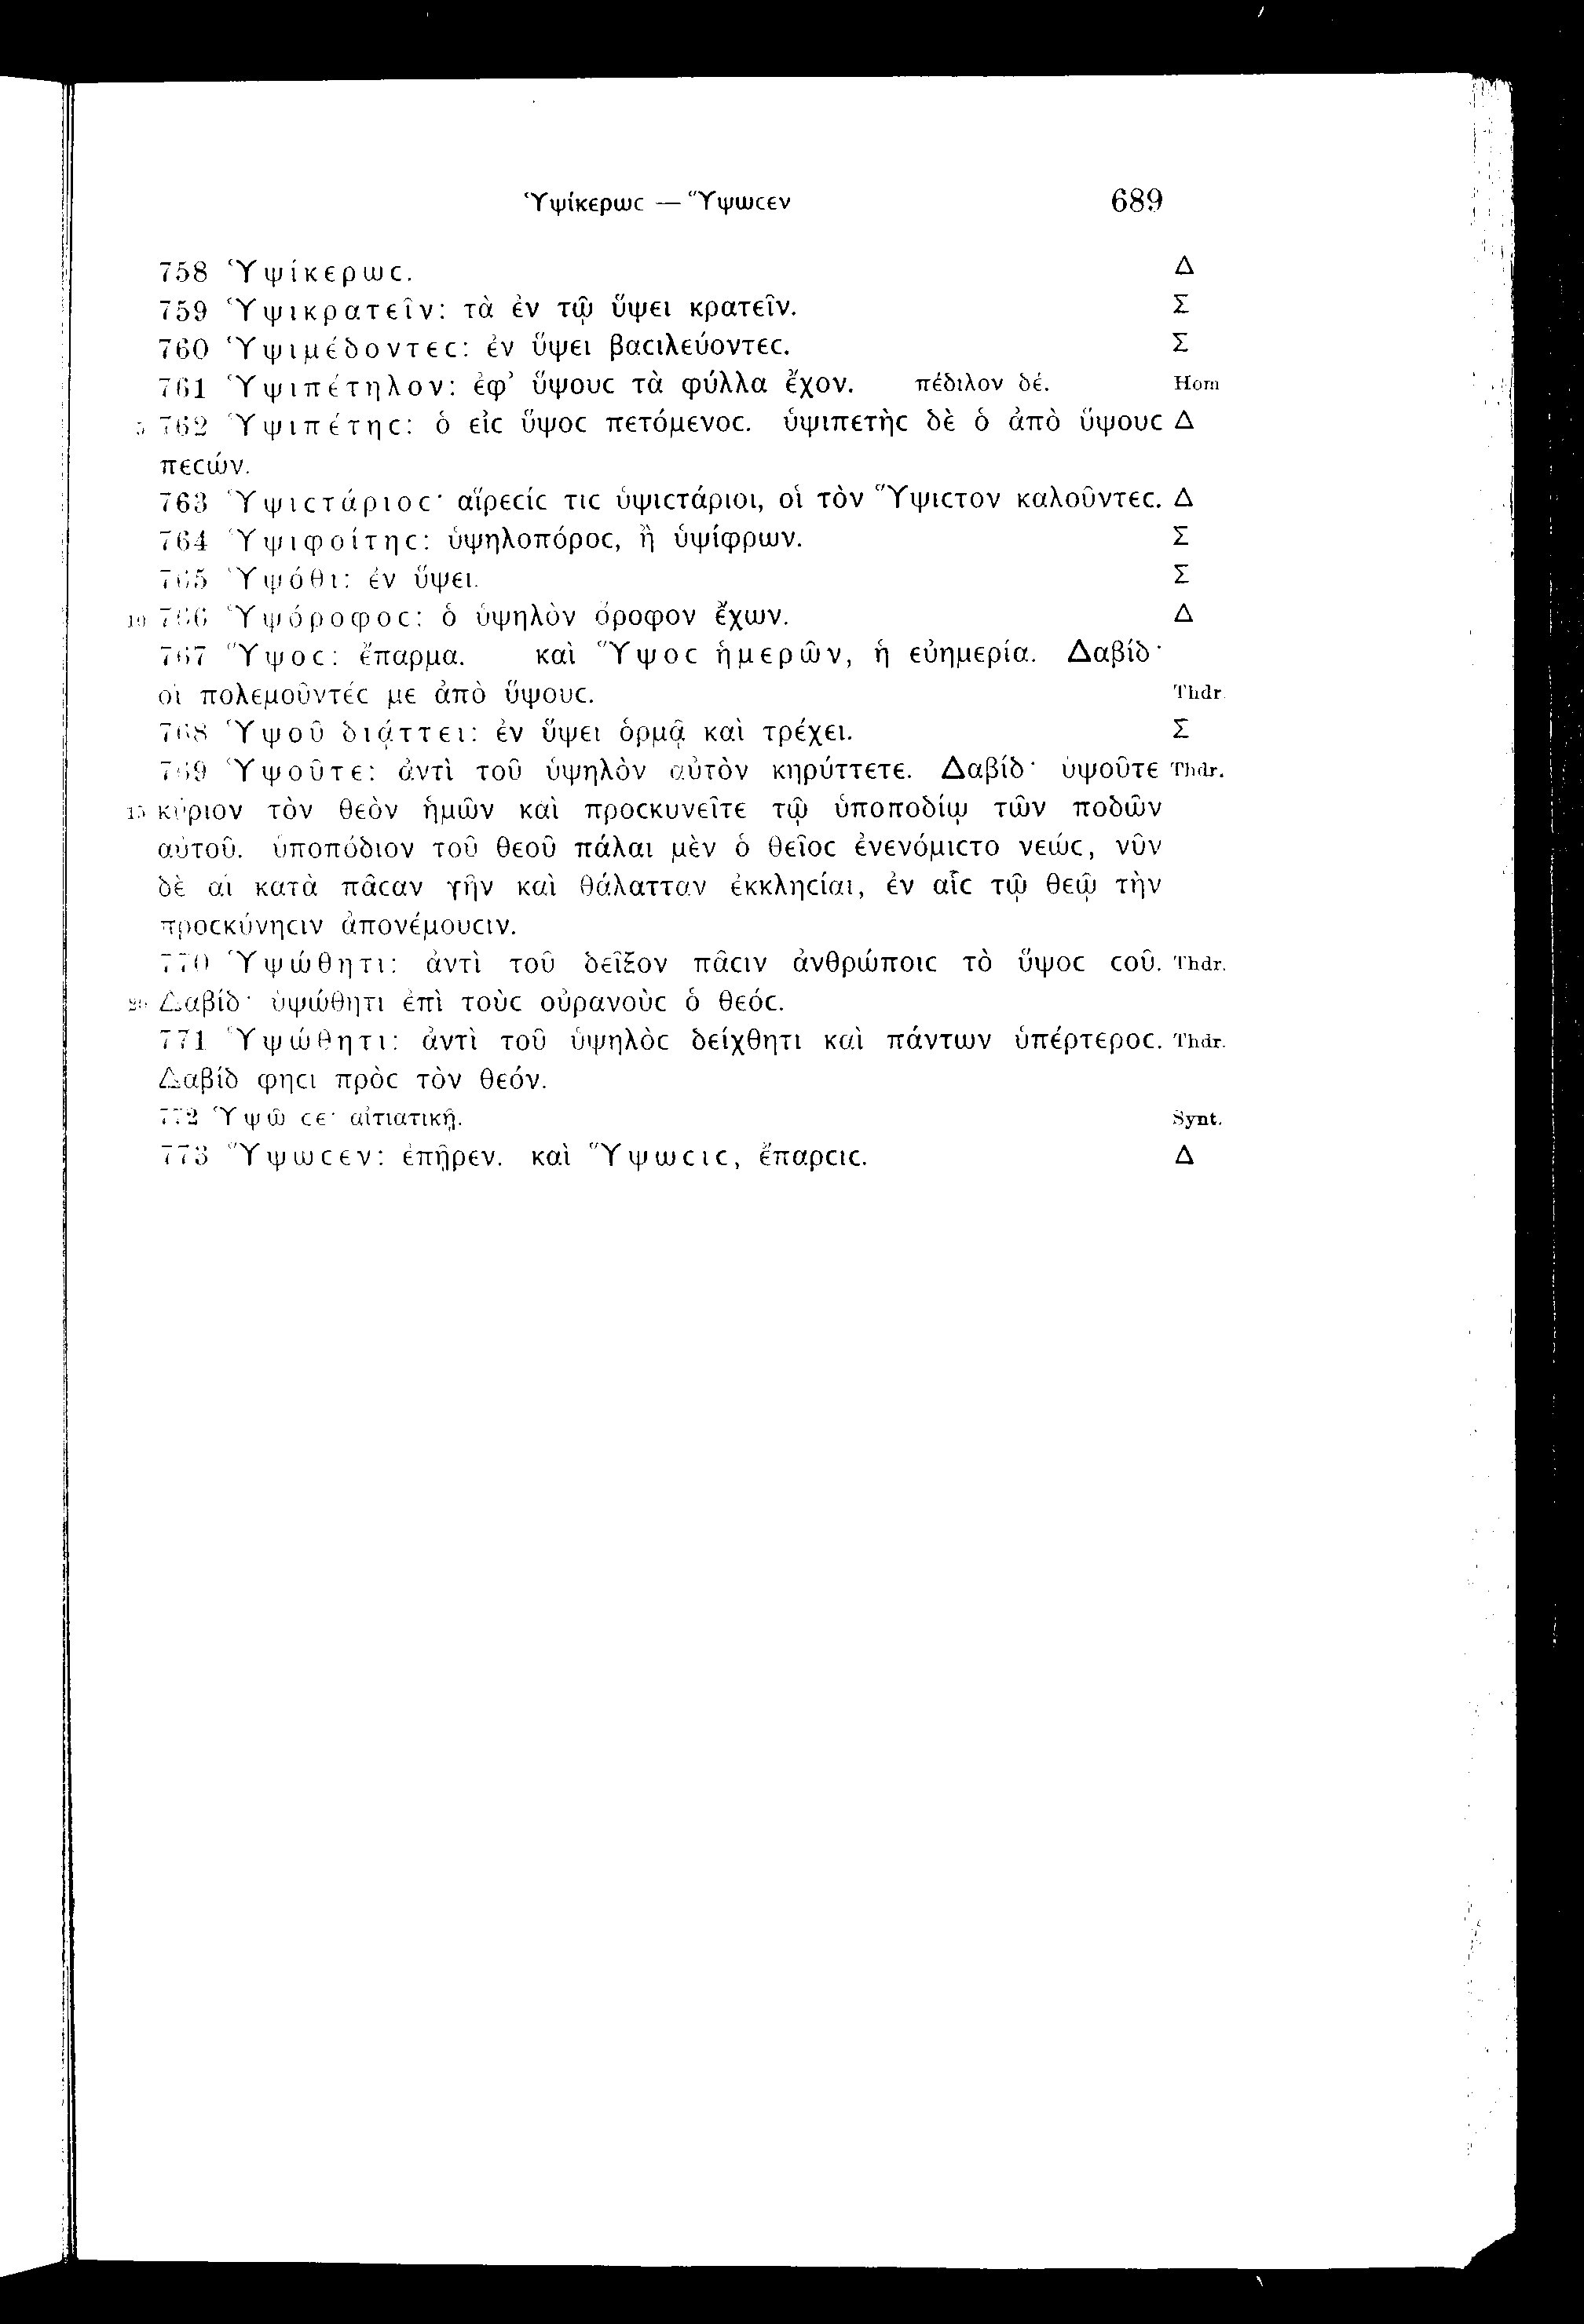 Ὑψίκερωϲ — Ὕψωϲεν 689
758 Ὑψίκερωϲ. Δ
759 Ὑψικρατεῖν: τὰ ἐν τῷ ὕψει κρατεῖν. Σ
760 Ὑψιμέδοντεϲ: ἐν ὕψει βαϲιλεύοντεϲ. Σ
761 Ὑψιπέτηλον: ἐφ’ ὕψουϲ τὰ φύλλα ἔχον. πέδιλον δέ. Hom
5 762 Ὑψιπέτηϲ: ὁ εἰϲ ὕψοϲ πετόμενοϲ. ὑψιπετὴϲ δὲ ὁ ἀπὸ ὕψουϲ Δ
πεϲών.
763 Ὑψιϲτάριοϲ· αἵρεϲίϲ τιϲ ὑψιϲτάριοι, οἱ τὸν Ὕψιϲτον καλοῦντεϲ. Δ
764 Ὑψιφοίτηϲ: ὑψηλοπόροϲ, ἢ ὑψίφρων. Σ
765 Ὑψόθι: ἐν ὕψει. Σ
10 766 Ὑψόροφοϲ: ὁ ὑψηλὸν ὄροφον ἔχων. Δ
767 Ὕψοϲ: ἔπαρμα. καὶ Ὕψοϲ ἡμερῶν, ἡ εὐημερία. Δαβίδ·
οἱ πολεμοῦντέϲ με ἀπὸ ὕψουϲ. Thdr.
768 Ὑψοῦ διᾴττει: ἐν ὕψει ὁρμᾷ καὶ τρέχει. Σ
769 Ὑψοῦτε: ἀντὶ τοῦ ὑψηλὸν αὐτὸν κηρύττετε. Δαβίδ· ὑψοῦτε Thdr.
15 κύριον τὸν θεὸν ἡμῶν καὶ προϲκυνεῖτε τῷ ὑποποδίῳ τῶν ποδῶν
αὐτοῦ. ὑποπόδιον τοῦ θεοῦ πάλαι μὲν ὁ θεῖοϲ ἐνενόμιϲτο νεώϲ, νῦν
δὲ αἱ κατὰ πᾶϲαν γῆν καὶ θάλατταν ἐκκληϲίαι, ἐν αἷϲ τῷ θεῷ τὴν
προϲκύνηϲιν ἀπονέμουϲιν.
770 Ὑψώθητι: ἀντὶ τοῦ δεῖξον πᾶϲιν ἀνθρώποιϲ τὸ ὕψοϲ ϲοῦ. Thdr.
20 Δαβίδ· ὑψώθητι ἐπὶ τοὺϲ οὐρανοὺϲ ὁ θεόϲ.
771 Ὑψώθητι: ἀντὶ τοῦ ὑψηλὸϲ δείχθητι καὶ πάντων ὑπέρτεροϲ. Thdr.
Δαβίδ φηϲι πρὸϲ τὸν θεόν.
772 Ὑψῶ ϲε· αἰτιατικῇ. Synt.
773 Ὕψωϲεν: ἐπῆρεν. καὶ Ὕψωϲιϲ, ἔπαρϲιϲ. Δ